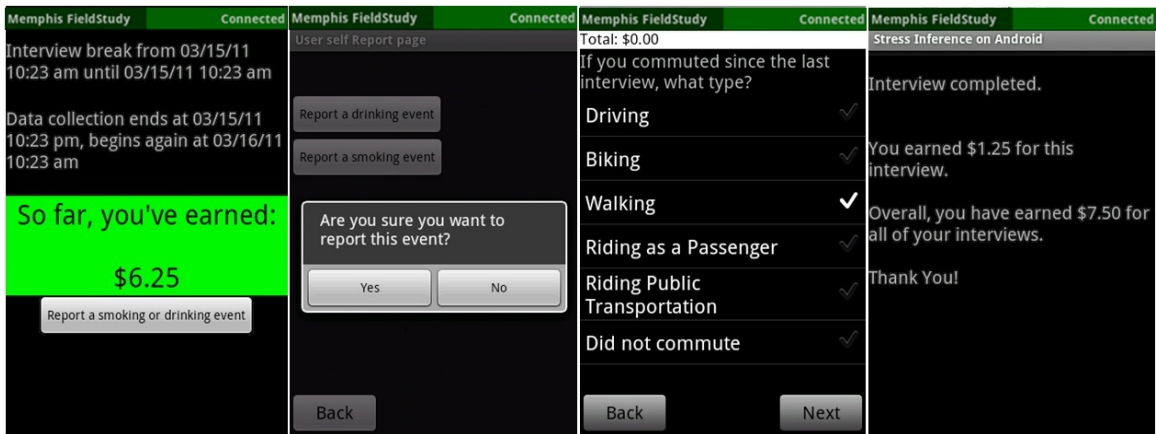 Memphis FieldStudy Connected
Interview break from 03/15/11
10:23 am until 03/15/11 10:23 am
Data collection ends at 03/15/11
10:23 pm, begins again at 03/16/11
10:23 am
So far, you've earned:
$6.25
Report a smoking or drinking event
Memphis FieldStudy Connected
User self Report page
Report a drinking event
Report a smoking event
Are you sure you want to
report this event?
Yes No
Back
Memphis FieldStudy Connected
Total: $0.00
If you commuted since the last
interview, what type?
Driving
Biking
Walking
Riding as a Passenger
Riding Public
Transportation
Did not commute
Back Next
Memphis FieldStudy Connected
Stress Inference on Android
Interview completed.
You earned $1.25 for this
interview.
Overall, you have earned $7.50 for
all of your interviews.
Thank You!